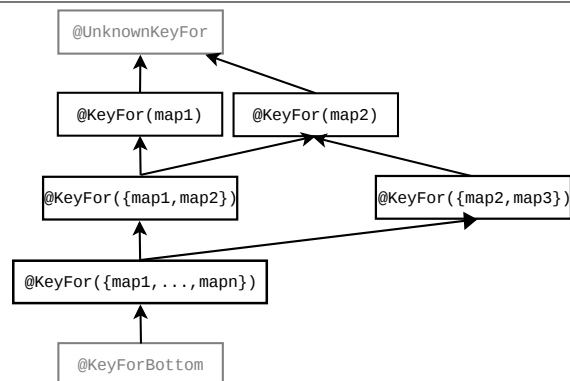 @UnknownKeyFor
@KeyFor(map1)
@KeyFor(map2)
@KeyFor({map1,map2})
@KeyFor({map2,map3})
@KeyFor({map1,...,mapn})
@KeyForBottom